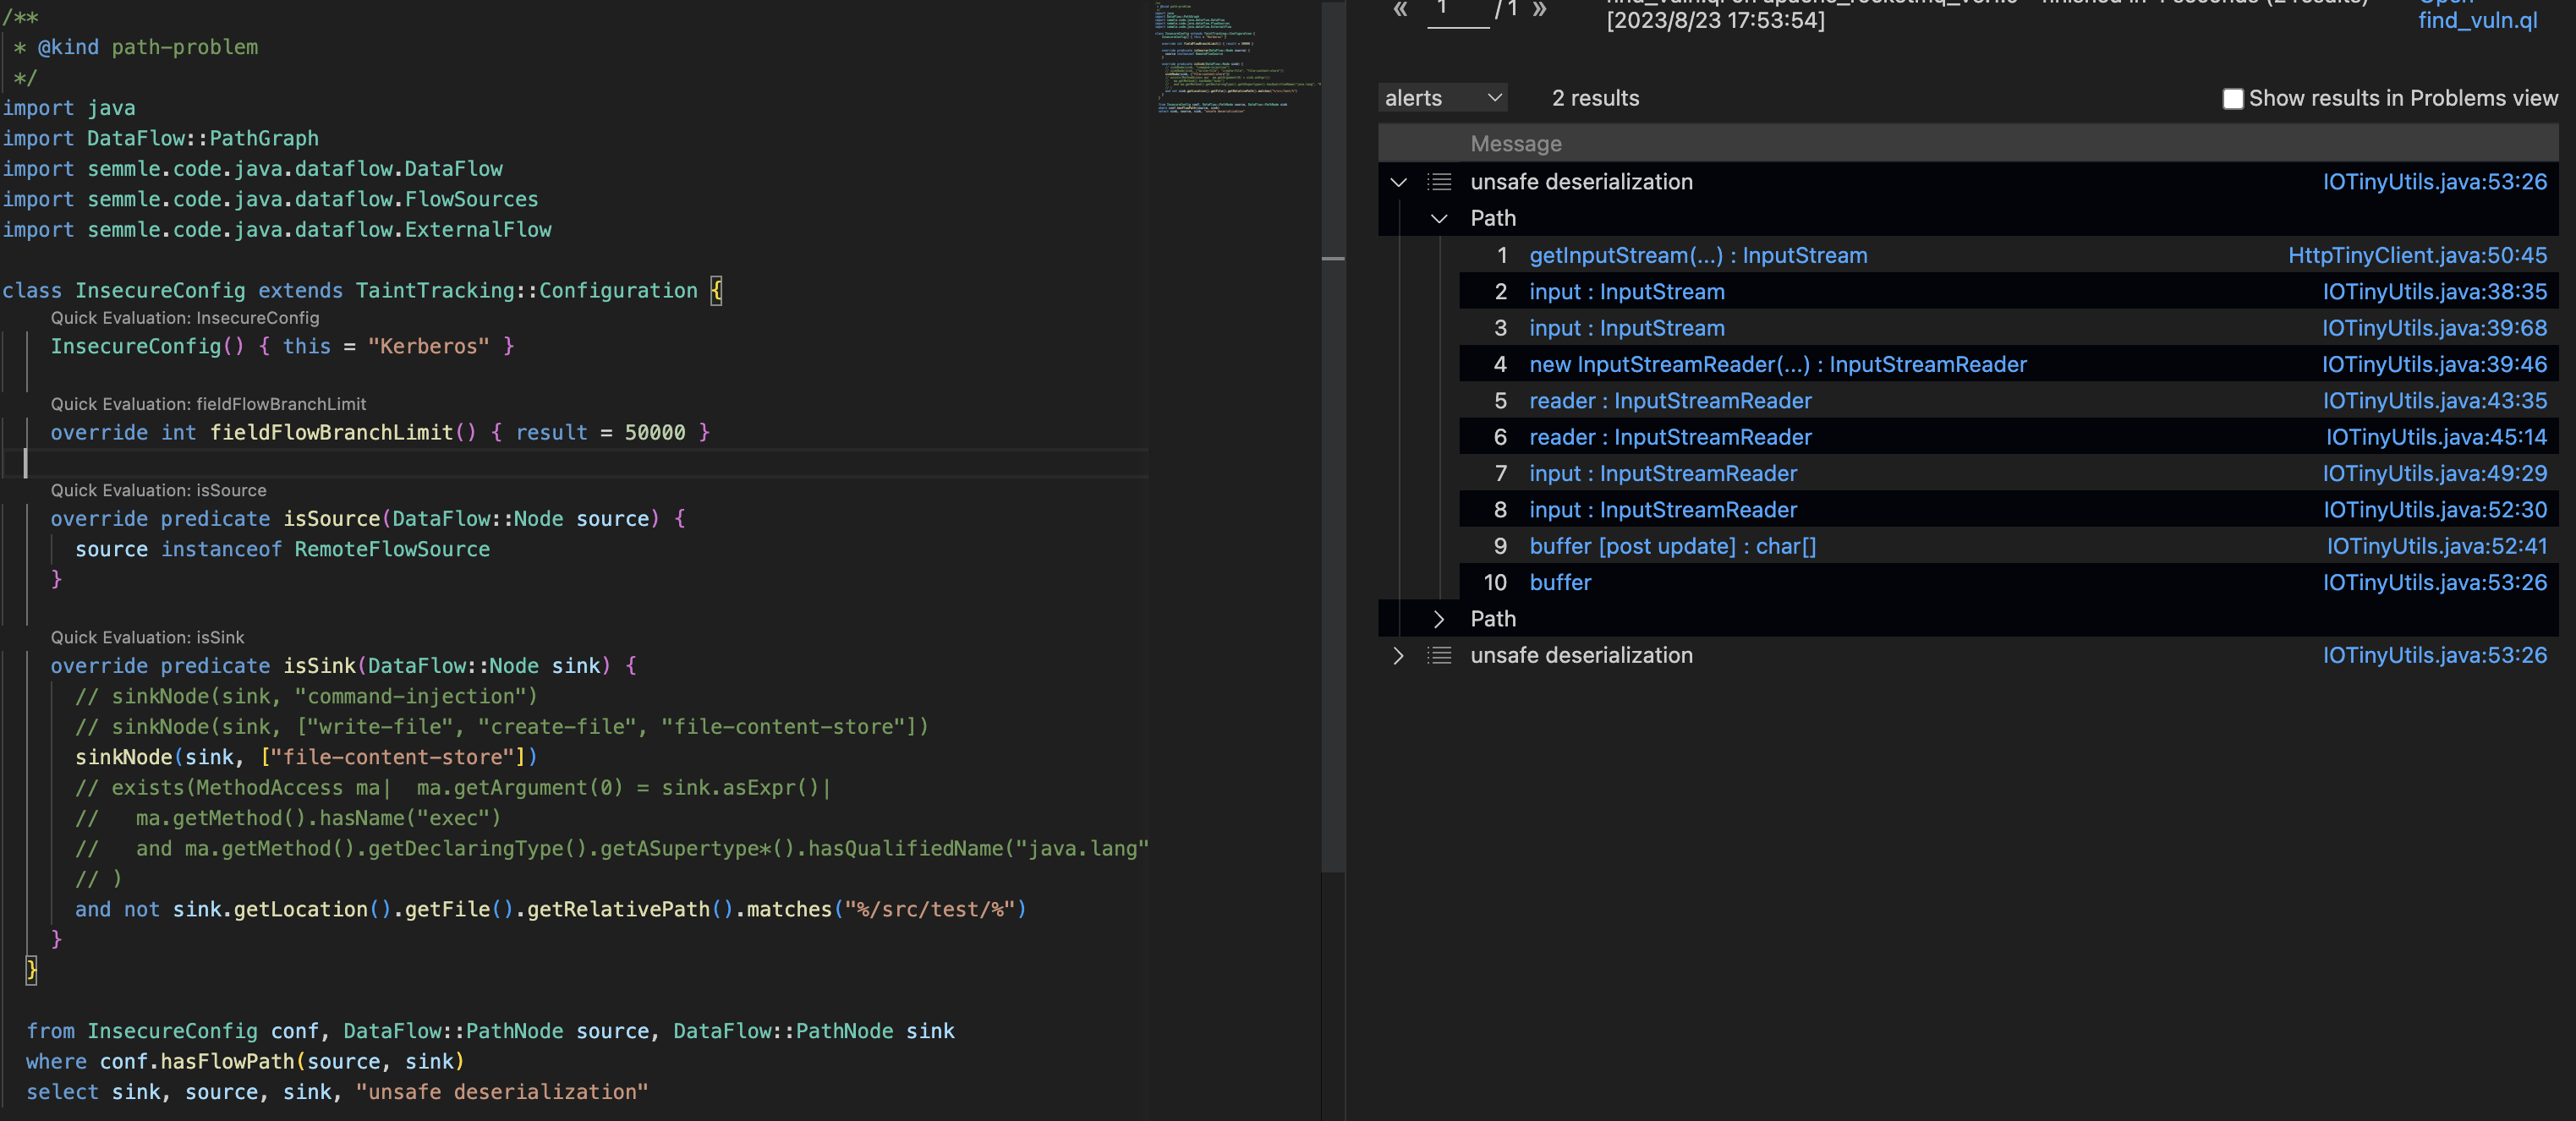 /**
 * @kind path-problem
 */
import java
import DataFlow::PathGraph
import semmle.code.java.dataflow.DataFlow
import semmle.code.java.dataflow.FlowSources
import semmle.code.java.dataflow.ExternalFlow
class InsecureConfig extends TaintTracking::Configuration {
Quick Evaluation: InsecureConfig
InsecureConfig() { this = "Kerberos" }
Quick Evaluation: fieldFlowBranchLimit
override int fieldFlowBranchLimit() { result = 50000 }
Quick Evaluation: isSource
override predicate isSource(DataFlow::Node source) {
source instanceof RemoteFlowSource
}
Quick Evaluation: isSink
override predicate isSink(DataFlow::Node sink) {
// sinkNode(sink, "command-injection")
// sinkNode(sink, ["write-file", "create-file", "file-content-store"])
sinkNode(sink, ["file-content-store"])
// exists(MethodAccess ma|  ma.getArgument(0) = sink.asExpr()|
//   ma.getMethod().hasName("exec")
//   and ma.getMethod().getDeclaringType().getASupertype*().hasQualifiedName("java.lang"
// )
and not sink.getLocation().getFile().getRelativePath().matches("%/src/test/%")
}
}
from InsecureConfig conf, DataFlow::PathNode source, DataFlow::PathNode sink
where conf.hasFlowPath(source, sink)
select sink, source, sink, "unsafe deserialization"
« 1 / 1 »
[2023/8/23 17:53:54]
find_vuln.ql
alerts
2 results
Show results in Problems view
Message
unsafe deserialization IOTinyUtils.java:53:26
Path
1 getInputStream(...) : InputStream HttpTinyClient.java:50:45
2 input : InputStream IOTinyUtils.java:38:35
3 input : InputStream IOTinyUtils.java:39:68
4 new InputStreamReader(...) : InputStreamReader IOTinyUtils.java:39:46
5 reader : InputStreamReader IOTinyUtils.java:43:35
6 reader : InputStreamReader IOTinyUtils.java:45:14
7 input : InputStreamReader IOTinyUtils.java:49:29
8 input : InputStreamReader IOTinyUtils.java:52:30
9 buffer [post update] : char[] IOTinyUtils.java:52:41
10 buffer IOTinyUtils.java:53:26
Path
unsafe deserialization IOTinyUtils.java:53:26